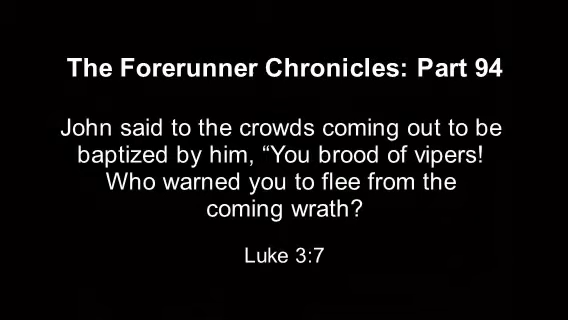 The Forerunner Chronicles: Part 94
John said to the crowds coming out to be
baptized by him, “You brood of vipers!
Who warned you to flee from the
coming wrath?
Luke 3:7